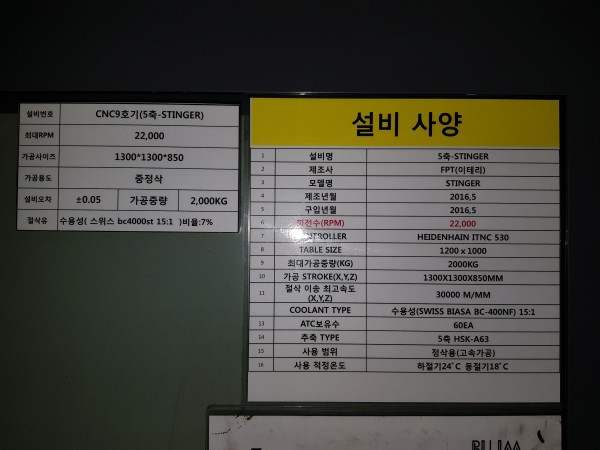 설비번호 CNC9호기(5축-STINGER)
최대RPM 22,000
가공사이즈 1300*1300*850
가공용도 중정삭
설비오차 ±0.05 가공중량 2,000KG
절삭유 수용성( 스위스 bc4000st 15:1 )비율:7%
설비 사양
1 설비명 5축-STINGER
2 제조사 FPT(이테리)
3 모델명 STINGER
4 제조년월 2016,5
5 구입년월 2016,5
6 회전수(RPM) 22,000
7 HEIDENHAIN ITNC 530
8 TABLE SIZE 1200 x 1000
9 최대가공중량(KG) 2000KG
10 가공 STROKE(X,Y,Z) 1300X1300X850MM
11 절삭 이송 최고속도 30000 M/MM
(X,Y,Z)
COOLANT TYPE 수용성(SWISS BIASA BC-400NF) 15:1
13 ATC보유수 60EA
14 주축 TYPE 5축 HSK-A63
15 사용 범위 정삭용(고속가공)
16 사용 적정온도 하절기24˚C 동절기18˚C